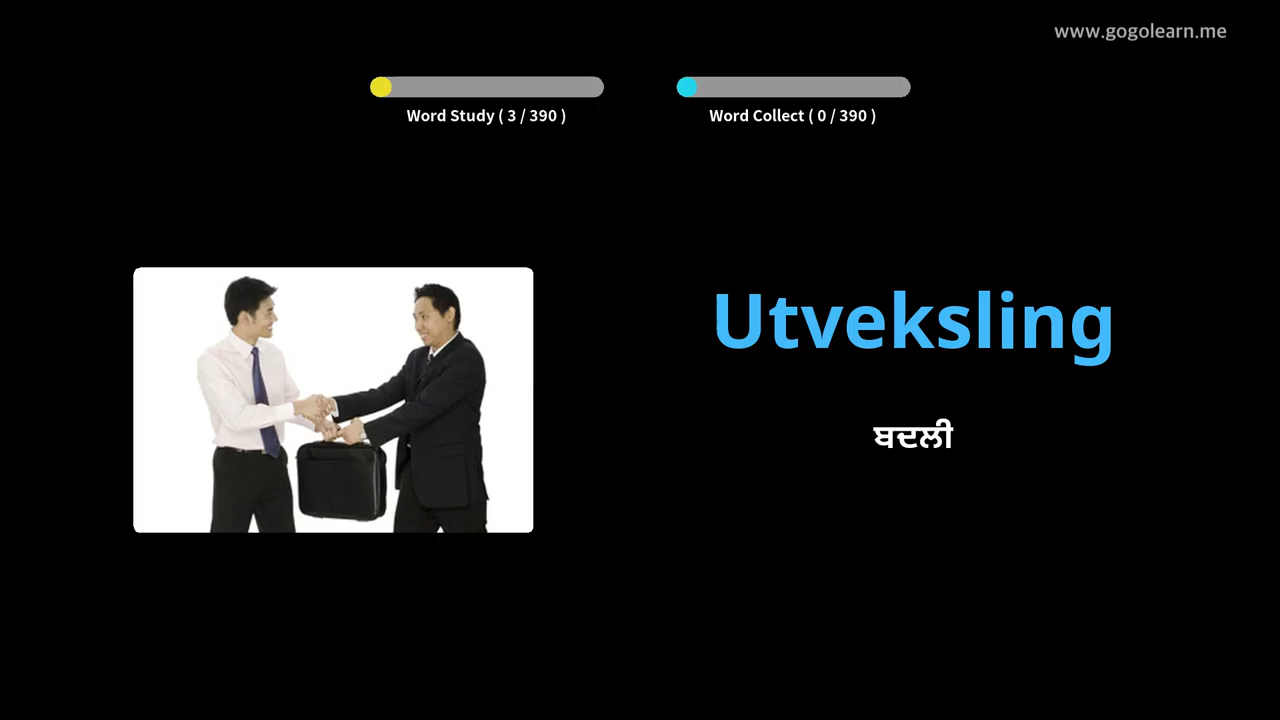 www.gogolearn.me
Word Study ( 3 / 390 )
Word Collect ( 0 / 390 )
Utveksling
ਬਦਲੀ